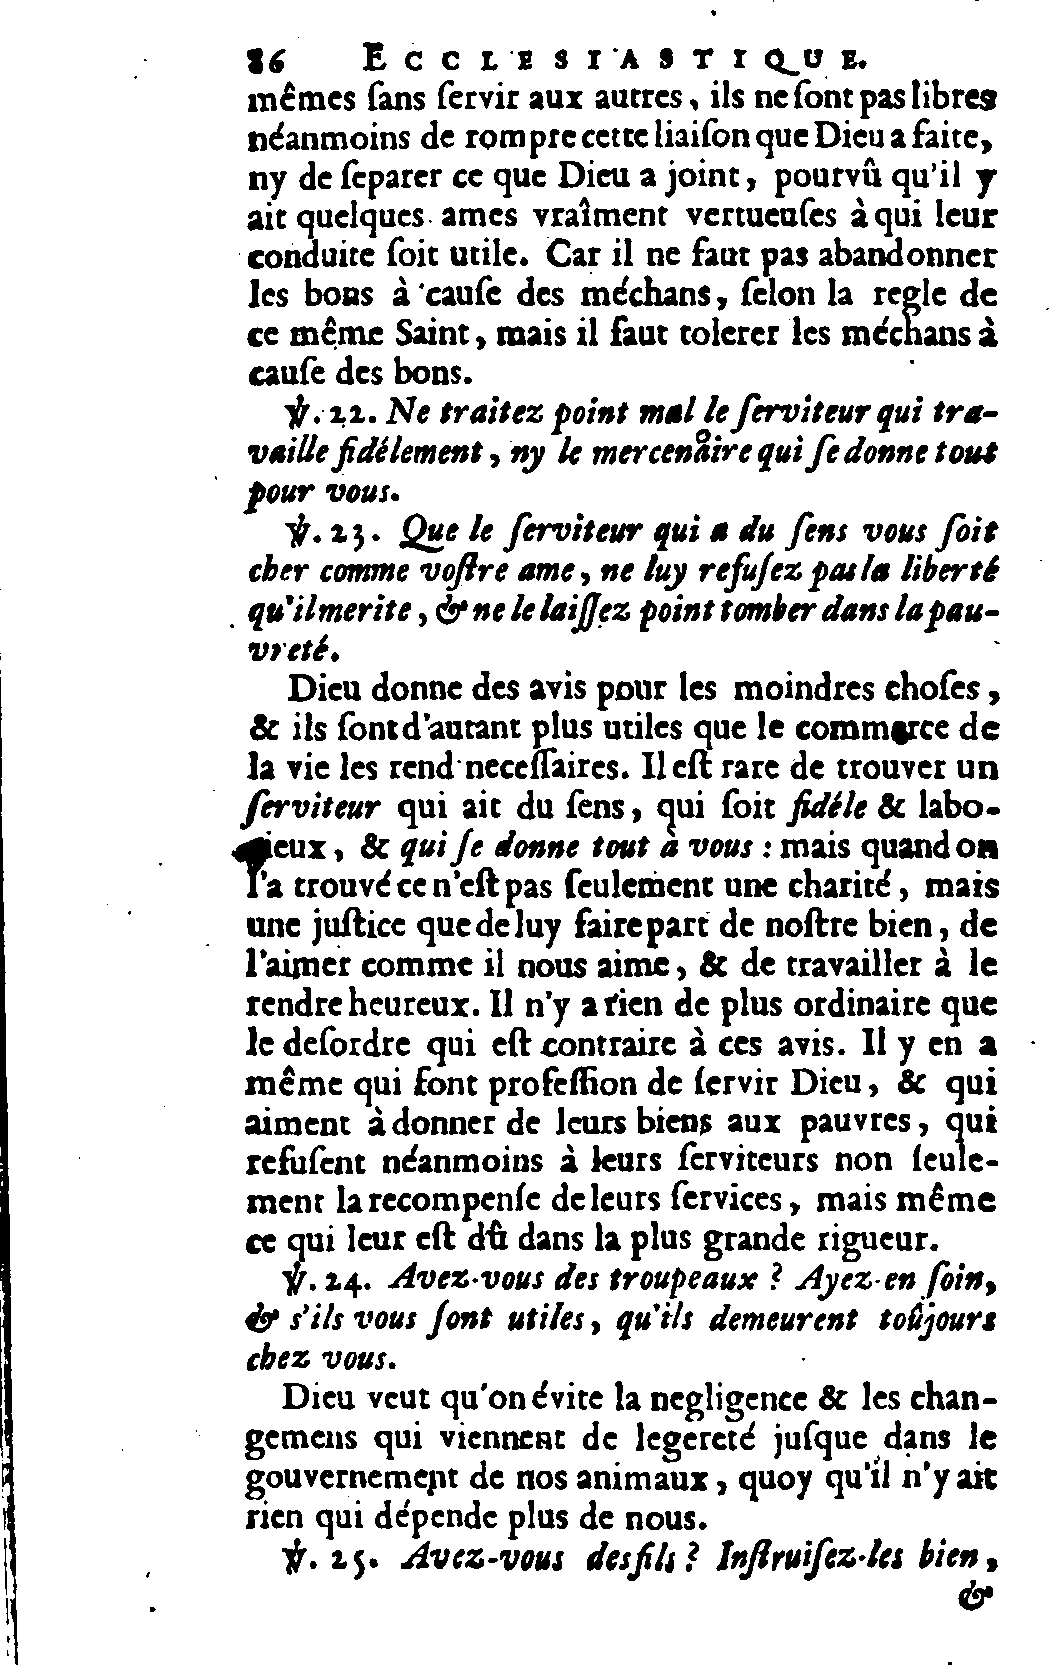 86 ECCLESIASTIQUE.
mêmes ſans ſervir aux autres, ils ne ſont pas libres
néanmoins de rompre cette liaiſon que Dieu a faite,
ny de ſeparer ce que Dieu a joint, pourvû qu'il y
ait quelques ames vraîment vertueuſes à qui leur
conduite ſoit utile. Car il ne faut pas abandonner
les bons à cauſe des méchans, ſelon la regle de
ce même Saint, mais il faut tolerer les méchans à
cauſe des bons.
℣. 22. Ne traitez point mal le ſerviteur qui tra-
vaille fidélement, ny le mercenaire qui ſe donne tout
pour vous.
℣. 23. Que le ſerviteur qui a du ſens vous ſoit
cher comme voſtre ame, ne luy refuſez pas la liberté
qu'il merite, & ne le laiſſez point tomber dans la pau-
vreté.
Dieu donne des avis pour les moindres choſes,
& ils ſont d'autant plus utiles que le commerce de
la vie les rend neceſſaires. Il eſt rare de trouver un
ſerviteur qui ait du ſens, qui ſoit fidéle & labo-
rieux, & qui ſe donne tout à vous : mais quand on
l'a trouvé ce n'eſt pas ſeulement une charité, mais
une juſtice que de luy faire part de noſtre bien, de
l'aimer comme il nous aime, & de travailler à le
rendre heureux. Il n'y a rien de plus ordinaire que
le deſordre qui eſt contraire à ces avis. Il y en a
même qui font profeſſion de ſervir Dieu, & qui
aiment à donner de leurs biens aux pauvres, qui
refuſent néanmoins à leurs ſerviteurs non ſeule-
ment la recompenſe de leurs ſervices, mais même
ce qui leur eſt dû dans la plus grande rigueur.
℣. 24. Avez-vous des troupeaux ? Ayez-en ſoin,
& s'ils vous ſont utiles, qu'ils demeurent toûjours
chez vous.
Dieu veut qu'on évite la negligence & les chan-
gemens qui viennent de legereté juſque dans le
gouvernement de nos animaux, quoy qu'il n'y ait
rien qui dépende plus de nous.
℣. 25. Avez-vous des fils ? Inſtruiſez-les bien,
&